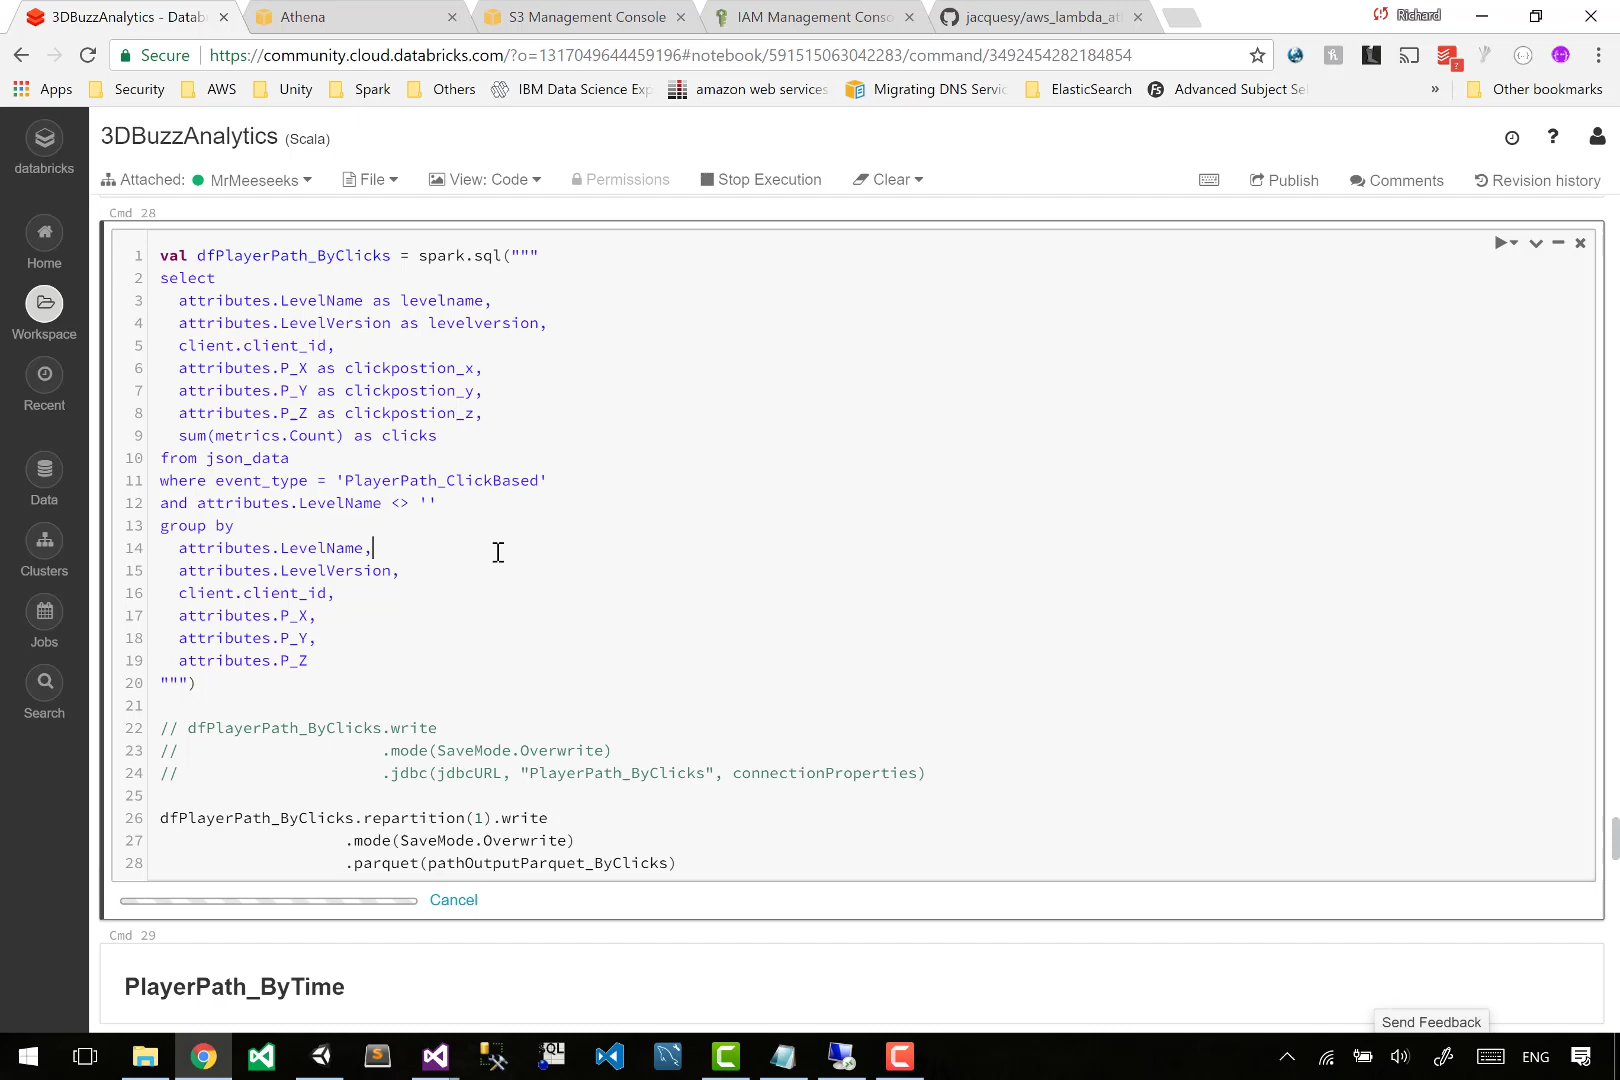 3DBuzzAnalytics - Datab
Athena
S3 Management Console
IAM Management Cons
jacquesy/aws_lambda_at
Richard
Secure
https://community.cloud.databricks.com/?o=1317049644459196#notebook/591515063042283/command/3492454282184854
Apps
Security
AWS
Unity
Spark
Others
IBM Data Science Exp
amazon web services
Migrating DNS Servic
ElasticSearch
Advanced Subject Se
»
Other bookmarks
databricks
Home
Workspace
Recent
Data
Clusters
Jobs
Search
3DBuzzAnalytics (Scala)
Attached: MrMeeseeks
File
View: Code
Permissions
Stop Execution
Clear
Publish
Comments
Revision history
Cmd 28
1 val dfPlayerPath_ByClicks = spark.sql("""
2 select
3 attributes.LevelName as levelname,
4 attributes.LevelVersion as levelversion,
5 client.client_id,
6 attributes.P_X as clickpostion_x,
7 attributes.P_Y as clickpostion_y,
8 attributes.P_Z as clickpostion_z,
9 sum(metrics.Count) as clicks
10 from json_data
11 where event_type = 'PlayerPath_ClickBased'
12 and attributes.LevelName <> ''
13 group by
14 attributes.LevelName,
15 attributes.LevelVersion,
16 client.client_id,
17 attributes.P_X,
18 attributes.P_Y,
19 attributes.P_Z
20 """)
21
22 // dfPlayerPath_ByClicks.write
23 // .mode(SaveMode.Overwrite)
24 // .jdbc(jdbcURL, "PlayerPath_ByClicks", connectionProperties)
25
26 dfPlayerPath_ByClicks.repartition(1).write
27 .mode(SaveMode.Overwrite)
28 .parquet(pathOutputParquet_ByClicks)
Cancel
Cmd 29
PlayerPath_ByTime
Send Feedback
ENG